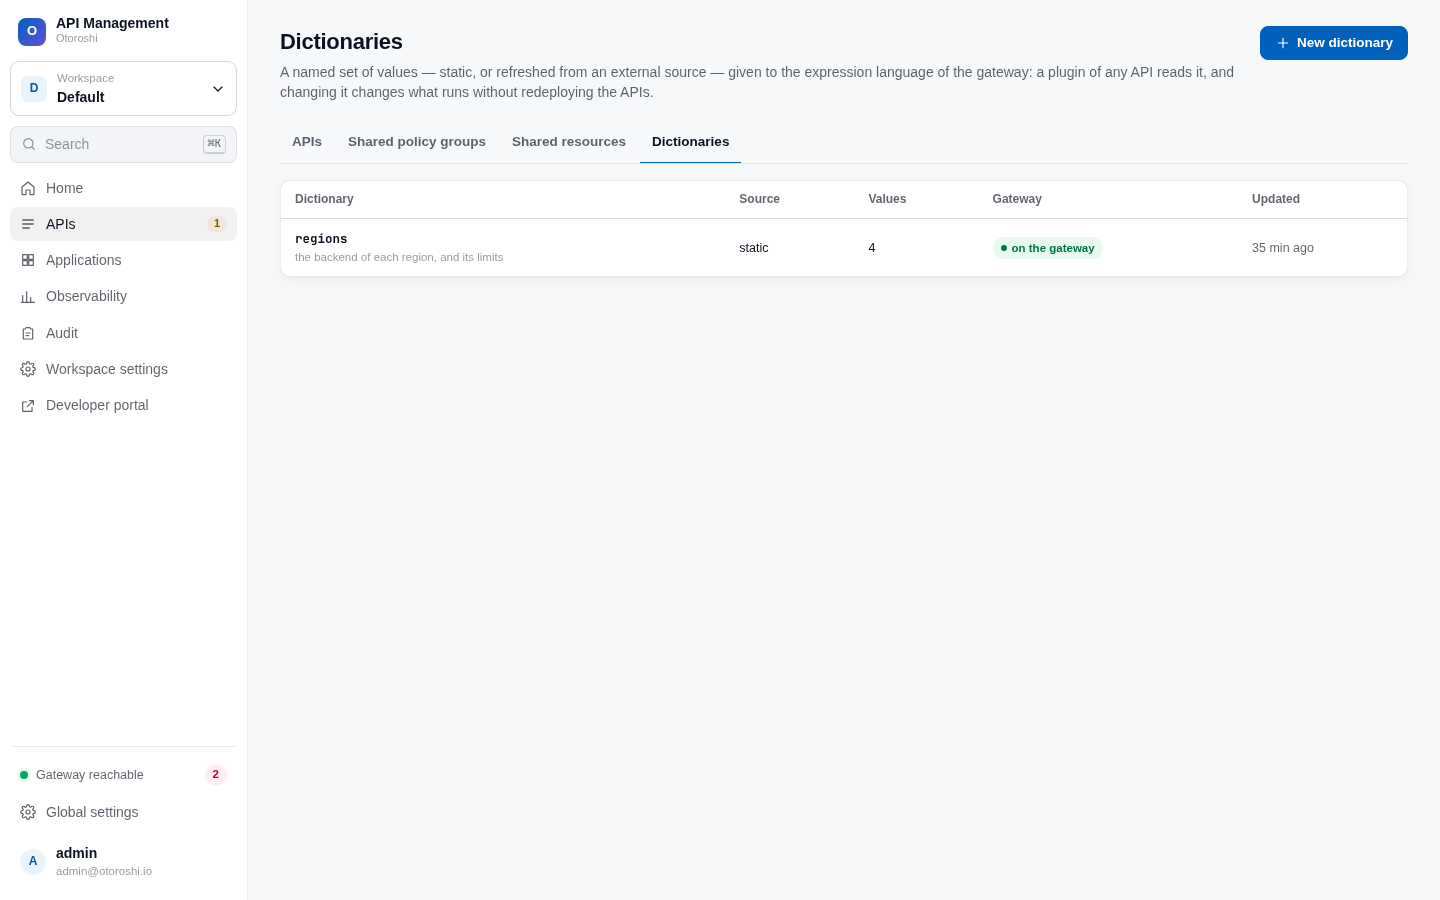 O
API Management
Otoroshi
D
Workspace
Default
Search
⌘K
Home
APIs
1
Applications
Observability
Audit
Workspace settings
Developer portal
Gateway reachable
2
Global settings
A
admin
admin@otoroshi.io
Dictionaries
New dictionary
A named set of values — static, or refreshed from an external source — given to the expression language of the gateway: a plugin of any API reads it, and
changing it changes what runs without redeploying the APIs.
APIs Shared policy groups Shared resources Dictionaries
Dictionary Source Values Gateway Updated
regions
the backend of each region, and its limits
static 4 on the gateway 35 min ago